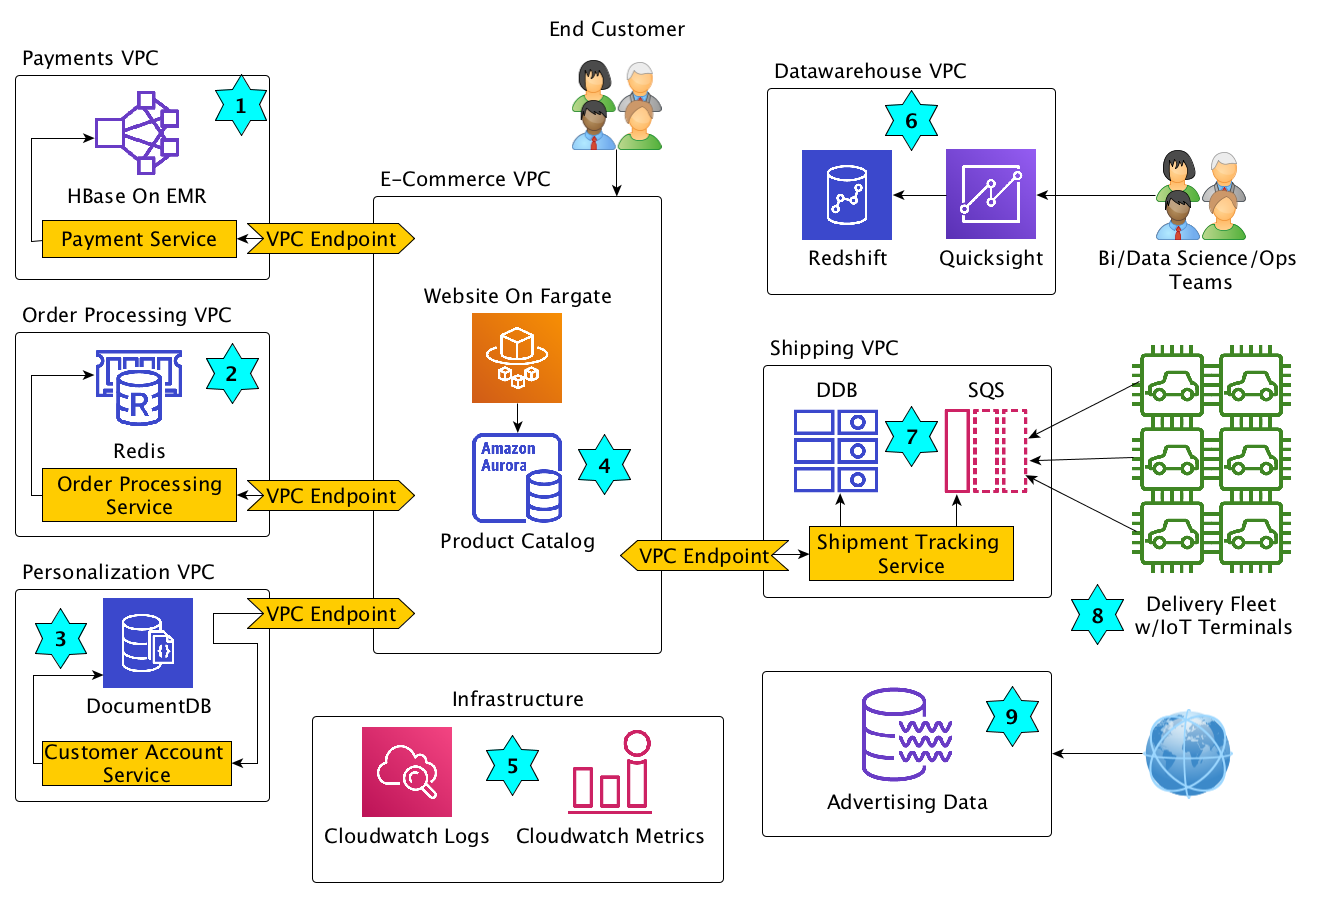 End Customer
Payments VPC
1
HBase On EMR
Payment Service
VPC Endpoint
Order Processing VPC
2
R
Redis
Order Processing
Service
VPC Endpoint
Personalization VPC
3
{}
DocumentDB
Customer Account
Service
VPC Endpoint
E-Commerce VPC
Website On Fargate
Amazon
Aurora
4
Product Catalog
VPC Endpoint
Infrastructure
5
Cloudwatch Logs
Cloudwatch Metrics
Datawarehouse VPC
6
Redshift
Quicksight
Bi/Data Science/Ops
Teams
Shipping VPC
DDB
SQS
7
Shipment Tracking
Service
8
Delivery Fleet
w/IoT Terminals
9
Advertising Data